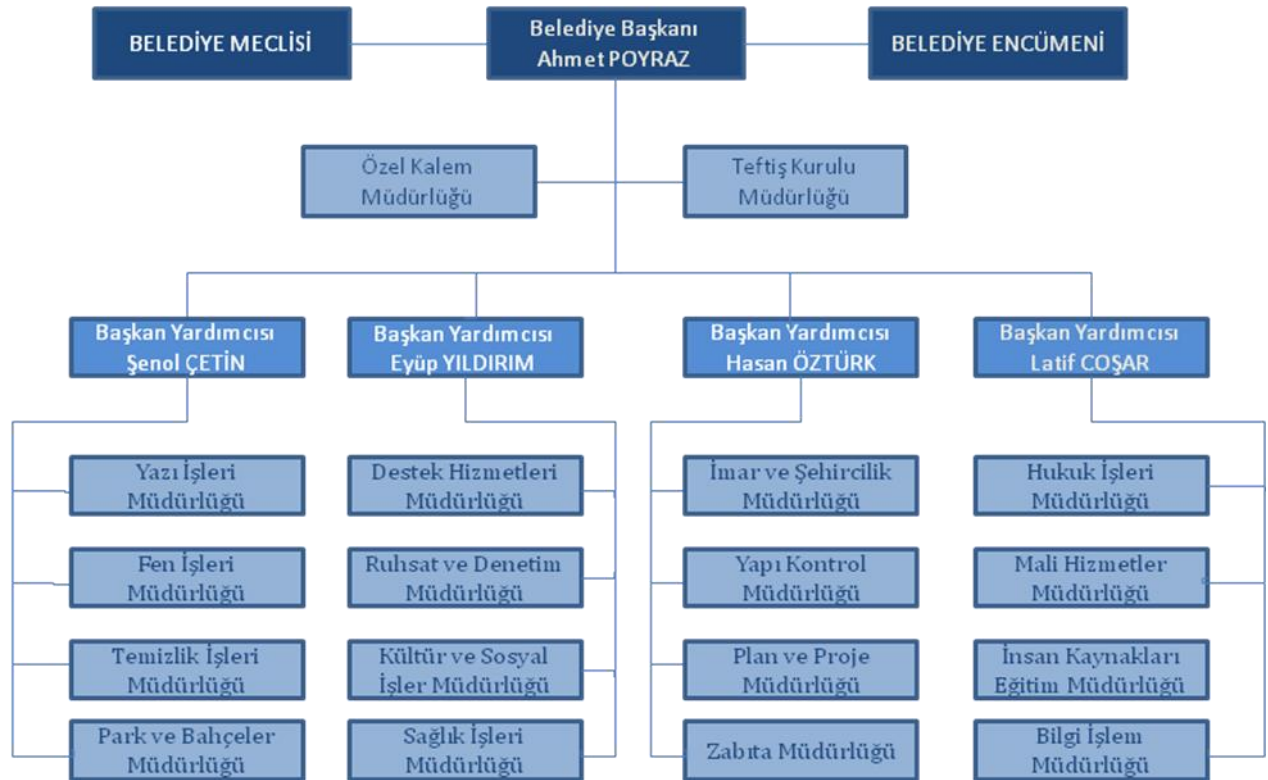 BELEDİYE MECLİSİ
Belediye Başkanı
Ahmet POYRAZ
BELEDİYE ENCÜMENİ
Özel Kalem
Müdürlüğü
Teftiş Kurulu
Müdürlüğü
Başkan Yardımcısı
Şenol ÇETİN
Başkan Yardımcısı
Eyüp YILDIRIM
Başkan Yardımcısı
Hasan ÖZTÜRK
Başkan Yardımcısı
Latif COŞAR
Yazı İşleri
Müdürlüğü
Destek Hizmetleri
Müdürlüğü
İmar ve Şehircilik
Müdürlüğü
Hukuk İşleri
Müdürlüğü
Fen İşleri
Müdürlüğü
Ruhsat ve Denetim
Müdürlüğü
Yapı Kontrol
Müdürlüğü
Mali Hizmetler
Müdürlüğü
Temizlik İşleri
Müdürlüğü
Kültür ve Sosyal
İşler Müdürlüğü
Plan ve Proje
Müdürlüğü
İnsan Kaynakları
Eğitim Müdürlüğü
Park ve Bahçeler
Müdürlüğü
Sağlık İşleri
Müdürlüğü
Zabıta Müdürlüğü
Bilgi İşlem
Müdürlüğü